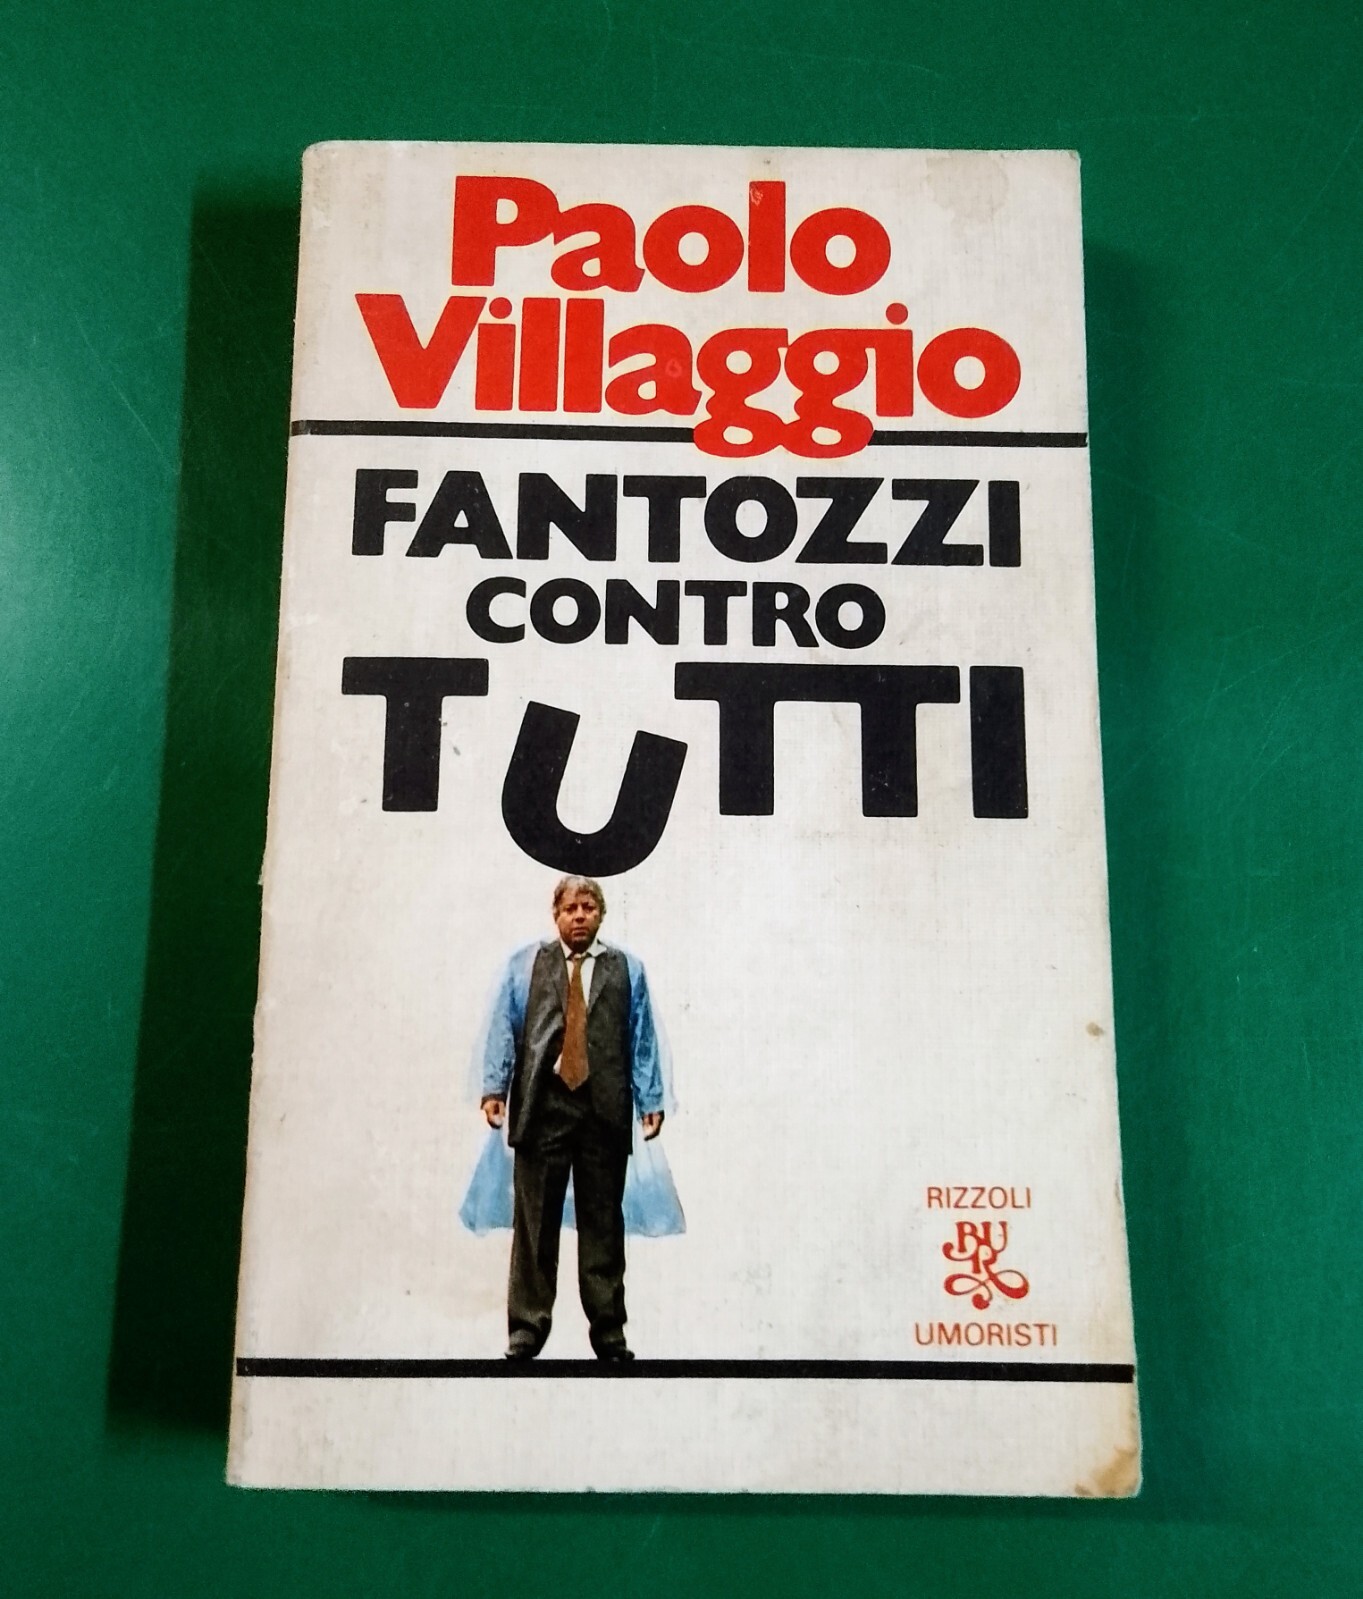 Paolo
Villaggio
FANTOZZI
CONTRO
TUTTI
RIZZOLI
BUR
UMORISTI